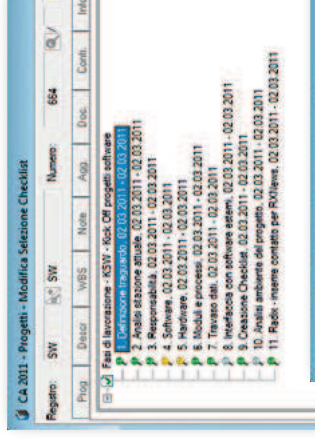 CA 2011 - Progetti - Modifica Selezione Checklist
Registro: SW SW Numero: 664
Prog Descr WBS Note Agg. Doc. Conti.
Fasi di lavorazione - KSW - Kick Off progetti software
1. Definizione traguardo, 02.03.2011 - 02.03.2011
2. Analisi situazione attuale, 02.03.2011 - 02.03.2011
3. Responsabilità, 02.03.2011 - 02.03.2011
4. Software, 02.03.2011 - 02.03.2011
5. Hardware, 02.03.2011 - 02.03.2011
6. Moduli e processi, 02.03.2011 - 02.03.2011
7. Travaso dati, 02.03.2011 - 02.03.2011
8. Interfaccia con software esterni, 02.03.2011 - 02.03.2011
9. Creazione Checklist, 02.03.2011 - 02.03.2011
10. Analisi ambiente del progetto, 02.03.2011 - 02.03.2011
11. Radix - inserire contatto per RXNews, 02.03.2011 - 02.03.2011